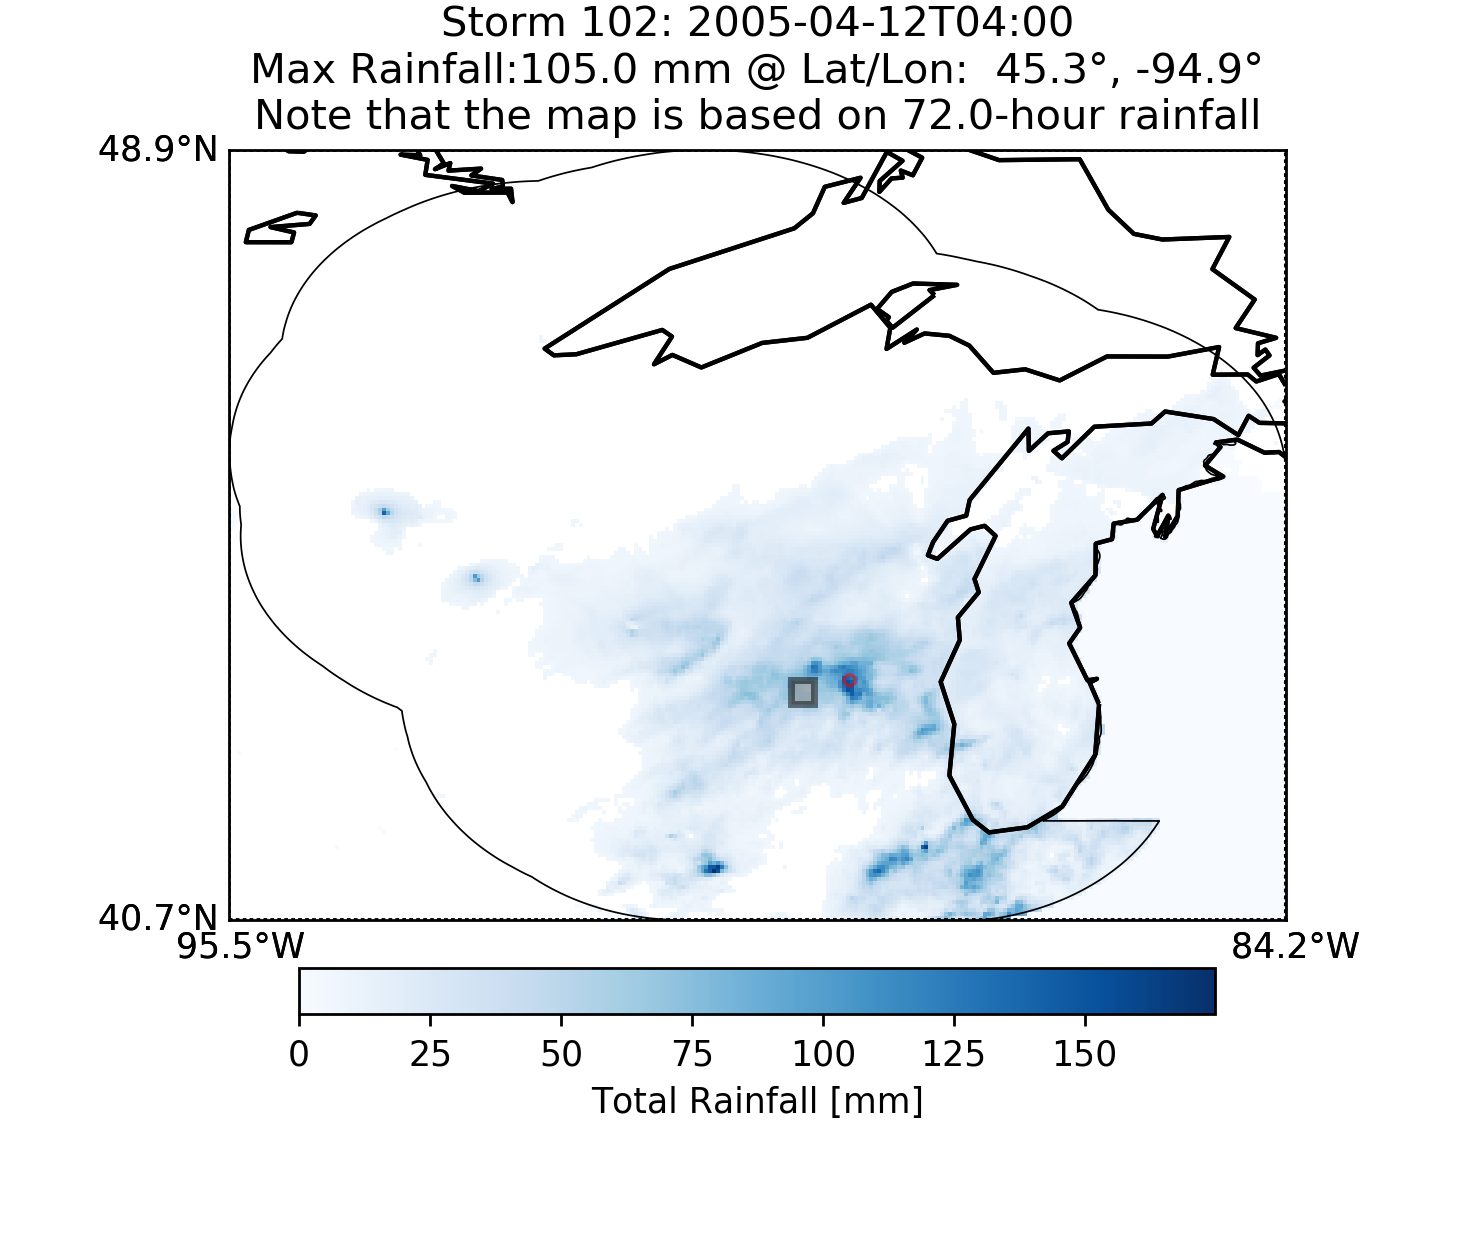 Storm 102: 2005-04-12T04:00
Max Rainfall:105.0 mm @ Lat/Lon:  45.3°, -94.9°
Note that the map is based on 72.0-hour rainfall
48.9°N
40.7°N
95.5°W 84.2°W
0 25 50 75 100 125 150
Total Rainfall [mm]